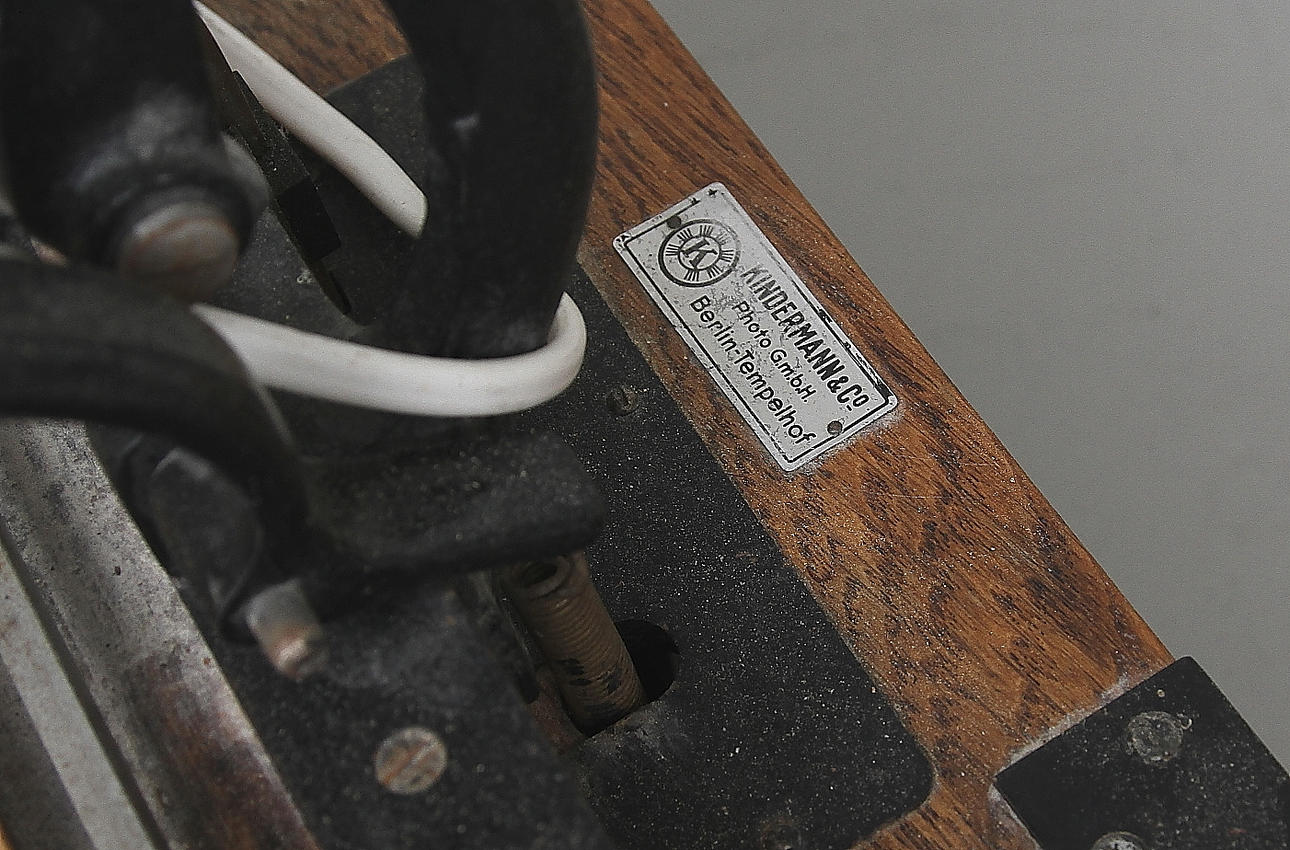 K
KINDERMANN & Co
Photo G.m.b.H.
Berlin-Tempelhof